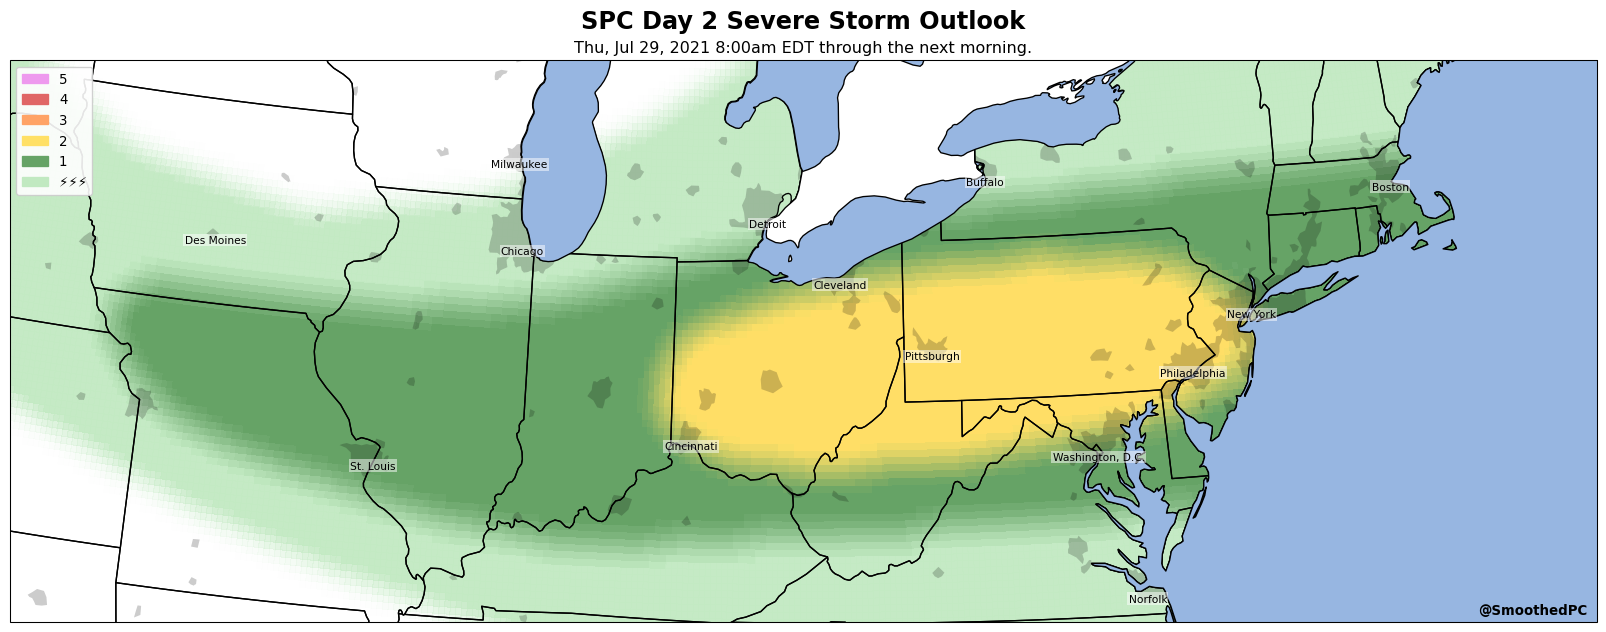 SPC Day 2 Severe Storm Outlook
Thu, Jul 29, 2021 8:00am EDT through the next morning.
5
4
3
2
1
⚡⚡⚡
Milwaukee
Buffalo
Boston
Detroit
Des Moines
Chicago
Cleveland
New York
Pittsburgh
Philadelphia
Cincinnati
Washington, D.C.
St. Louis
Norfolk
@SmoothedPC